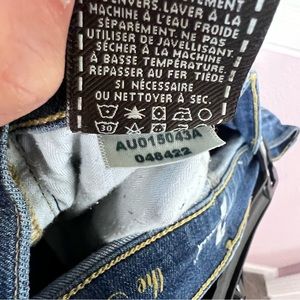 L'ENVERS. LAVER À LA
MACHINE À L'EAU FROIDE
SÉPARÉMENT. NE PAS
UTILISER DE JAVELLISANT.
SÉCHER À LA MACHINE
À BASSE TEMPÉRATURE
REPASSER AU FER TIÈDE
SI NÉCESSAIRE
OU NETTOYER À SEC.
30
AU015043A
046422
the